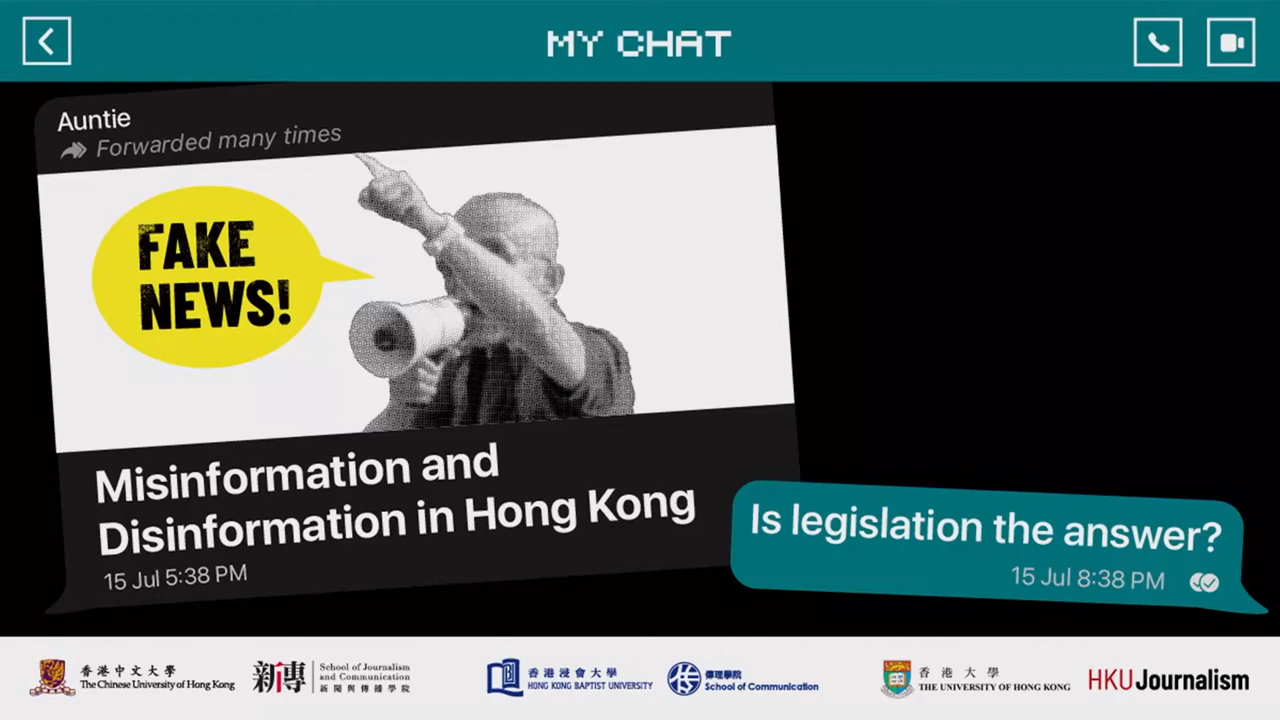 MY CHAT
Auntie
Forwarded many times
FAKE
NEWS!
Misinformation and
Disinformation in Hong Kong
15 Jul 5:38 PM
Is legislation the answer?
15 Jul 8:38 PM
香港中文大學
The Chinese University of Hong Kong
新傳
School of Journalism
and Communication
新聞與傳播學院
香港浸會大學
HONG KONG BAPTIST UNIVERSITY
傳理學院
School of Communication
香港大學
THE UNIVERSITY OF HONG KONG
HKUJournalism